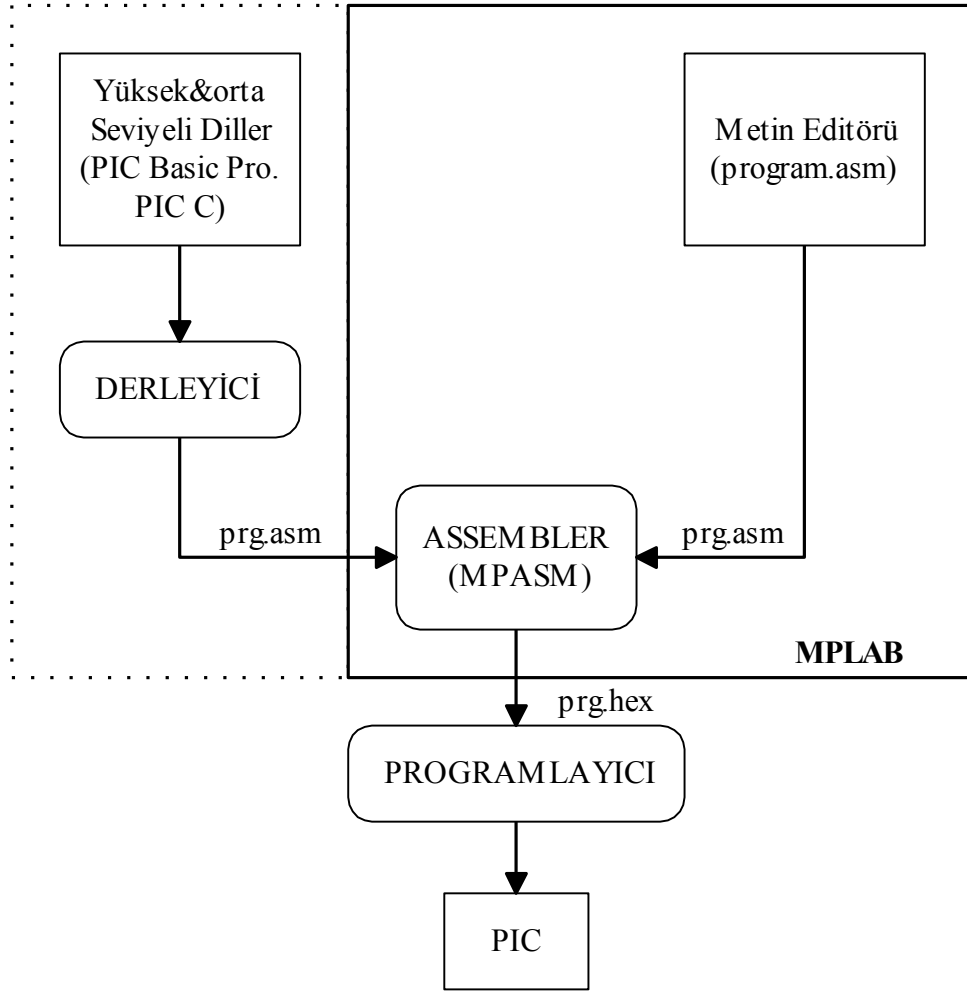 Yüksek&orta
Seviyeli Diller
(PIC Basic Pro.
PIC C)
Metin Editörü
(program.asm)
DERLEYİCİ
prg.asm
ASSEMBLER
(MPASM)
prg.asm
MPLAB
prg.hex
PROGRAMLAYICI
PIC